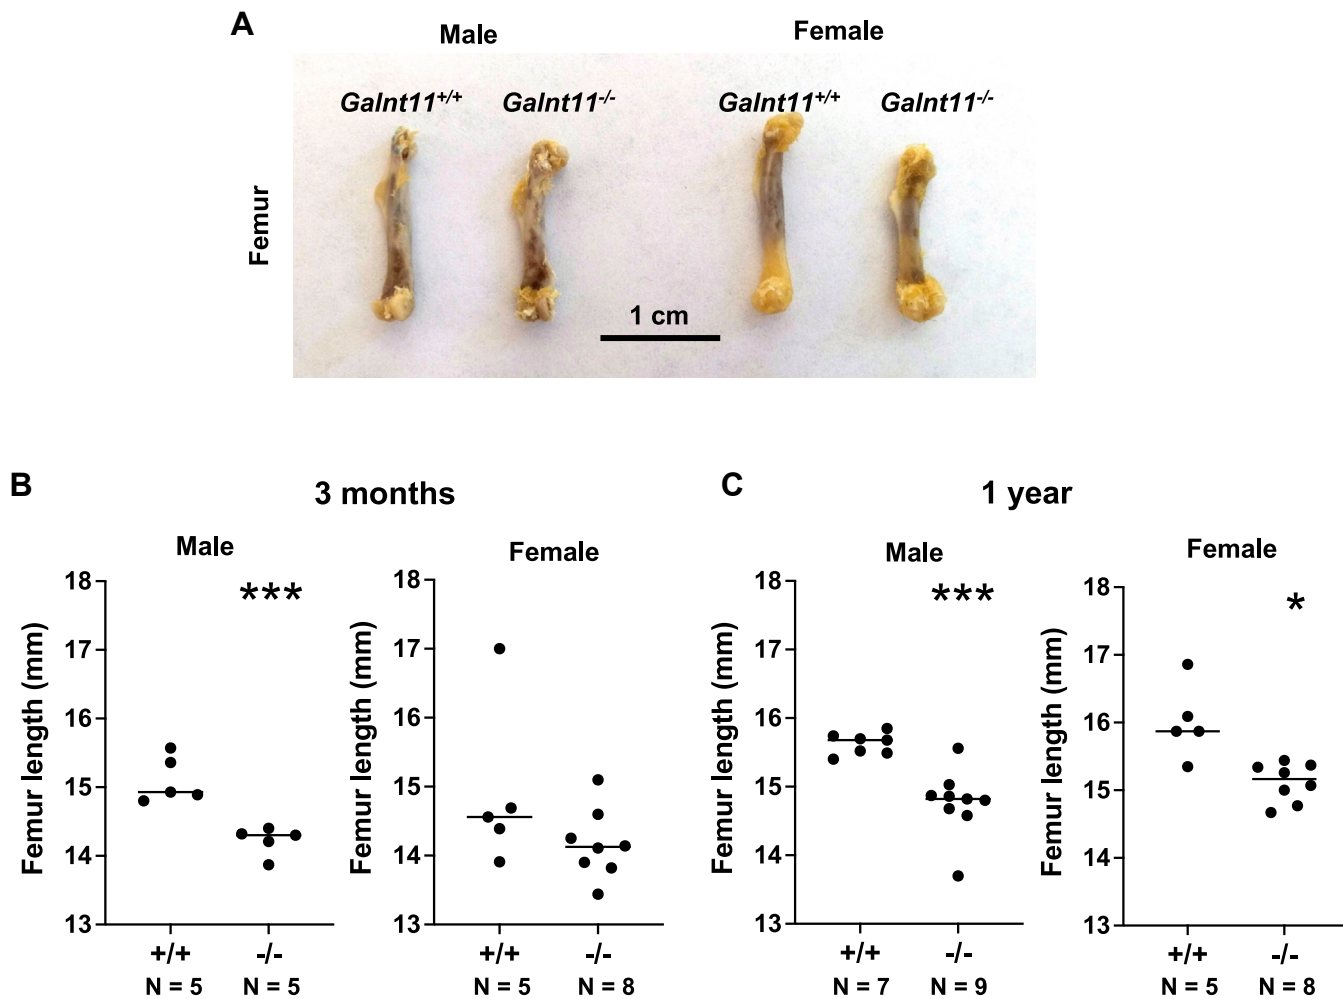 A
Male Female
Galnt11+/+ Galnt11-/- Galnt11+/+ Galnt11-/-
Femur
1 cm
B 3 months
Male Female
Femur length (mm)
18
17
16
15
14
13
***
+/+ -/-
N = 5 N = 5
Femur length (mm)
18
17
16
15
14
13
+/+ -/-
N = 5 N = 8
C 1 year
Male Female
Femur length (mm)
18
17
16
15
14
13
***
+/+ -/-
N = 7 N = 9
Femur length (mm)
18
17
16
15
14
13
*
+/+ -/-
N = 5 N = 8